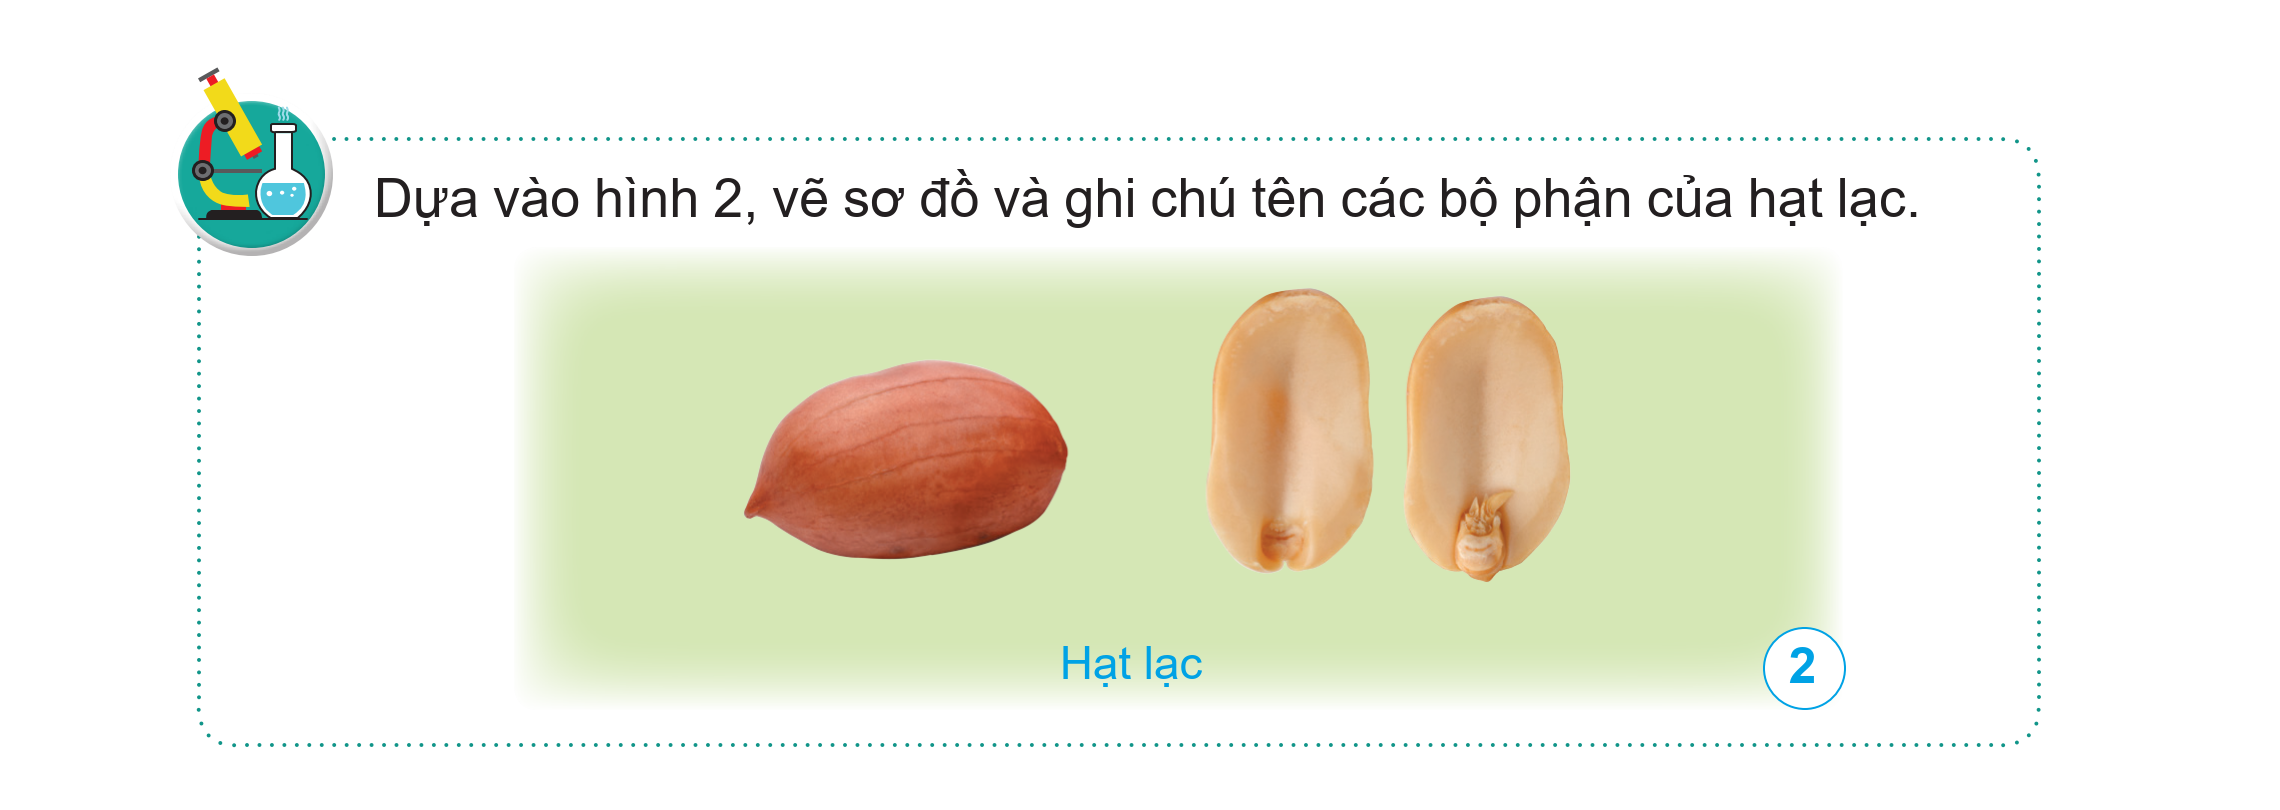 Dựa vào hình 2, vẽ sơ đồ và ghi chú tên các bộ phận của hạt lạc.
Hạt lạc
2